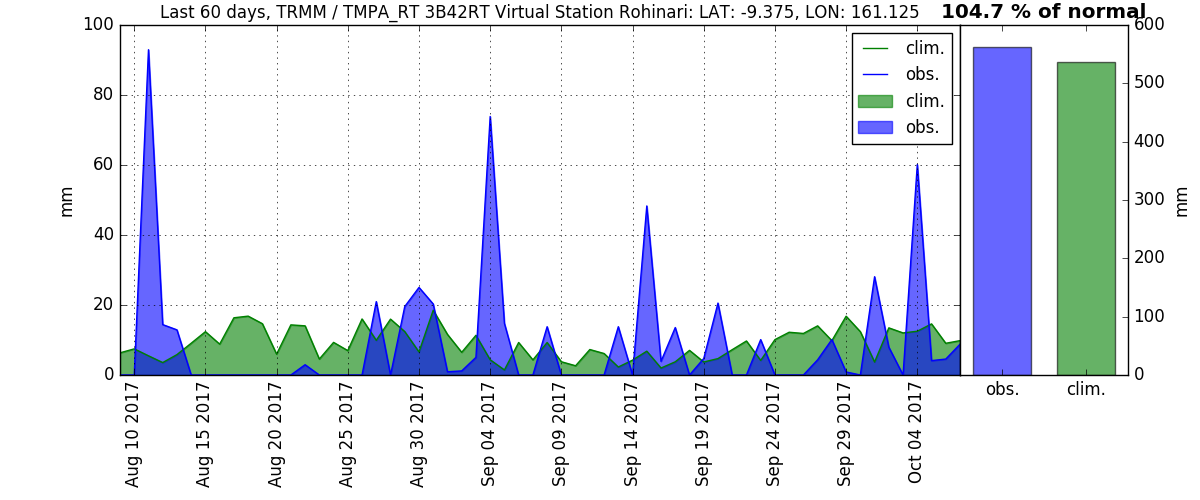 Last 60 days, TRMM / TMPA_RT 3B42RT Virtual Station Rohinari: LAT: -9.375, LON: 161.125
104.7 % of normal
100
80
60
40
20
0
mm
clim.
obs.
clim.
obs.
600
500
400
300
200
100
0
mm
Aug 10 2017
Aug 15 2017
Aug 20 2017
Aug 25 2017
Aug 30 2017
Sep 04 2017
Sep 09 2017
Sep 14 2017
Sep 19 2017
Sep 24 2017
Sep 29 2017
Oct 04 2017
obs.
clim.